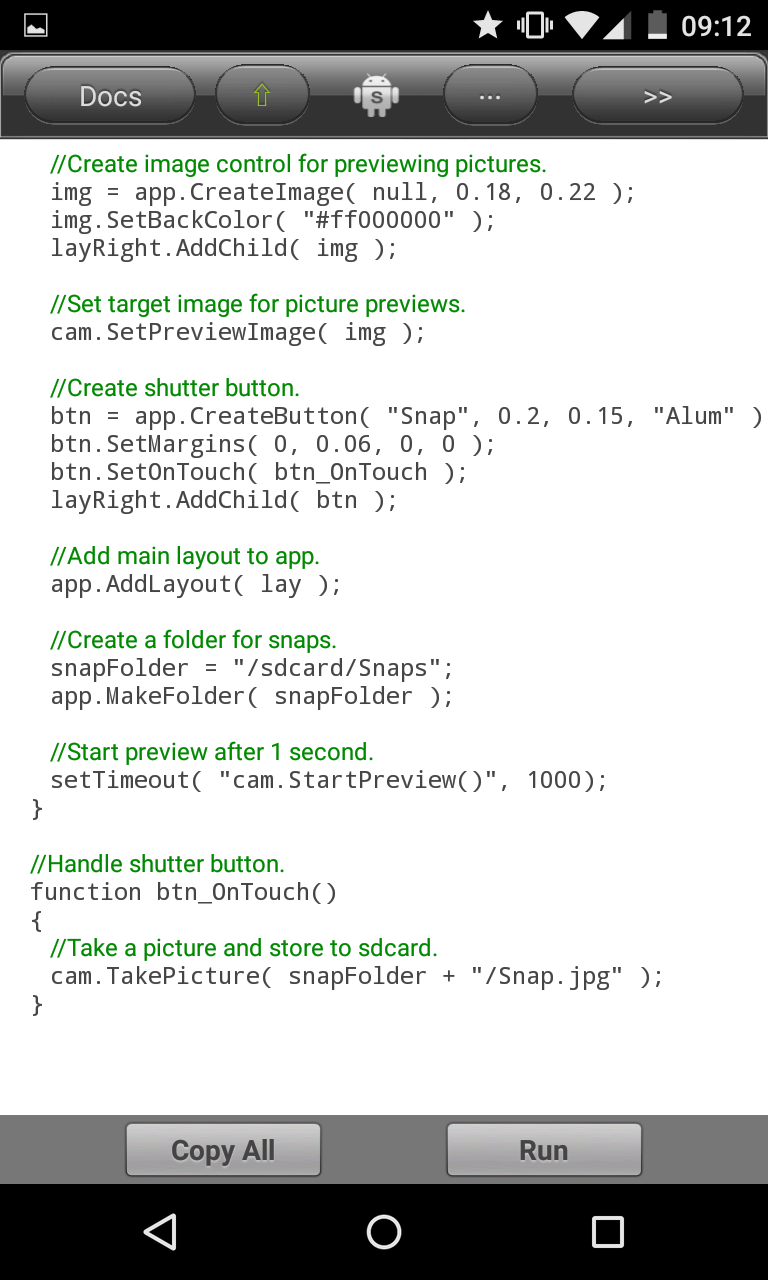 09:12
Docs
S
...
>>
//Create image control for previewing pictures.
img = app.CreateImage( null, 0.18, 0.22 );
img.SetBackColor( "#ff000000" );
layRight.AddChild( img );
//Set target image for picture previews.
cam.SetPreviewImage( img );
//Create shutter button.
btn = app.CreateButton( "Snap", 0.2, 0.15, "Alum" )
btn.SetMargins( 0, 0.06, 0, 0 );
btn.SetOnTouch( btn_OnTouch );
layRight.AddChild( btn );
//Add main layout to app.
app.AddLayout( lay );
//Create a folder for snaps.
snapFolder = "/sdcard/Snaps";
app.MakeFolder( snapFolder );
//Start preview after 1 second.
setTimeout( "cam.StartPreview()", 1000);
}
//Handle shutter button.
function btn_OnTouch()
{
//Take a picture and store to sdcard.
cam.TakePicture( snapFolder + "/Snap.jpg" );
}
Copy All
Run